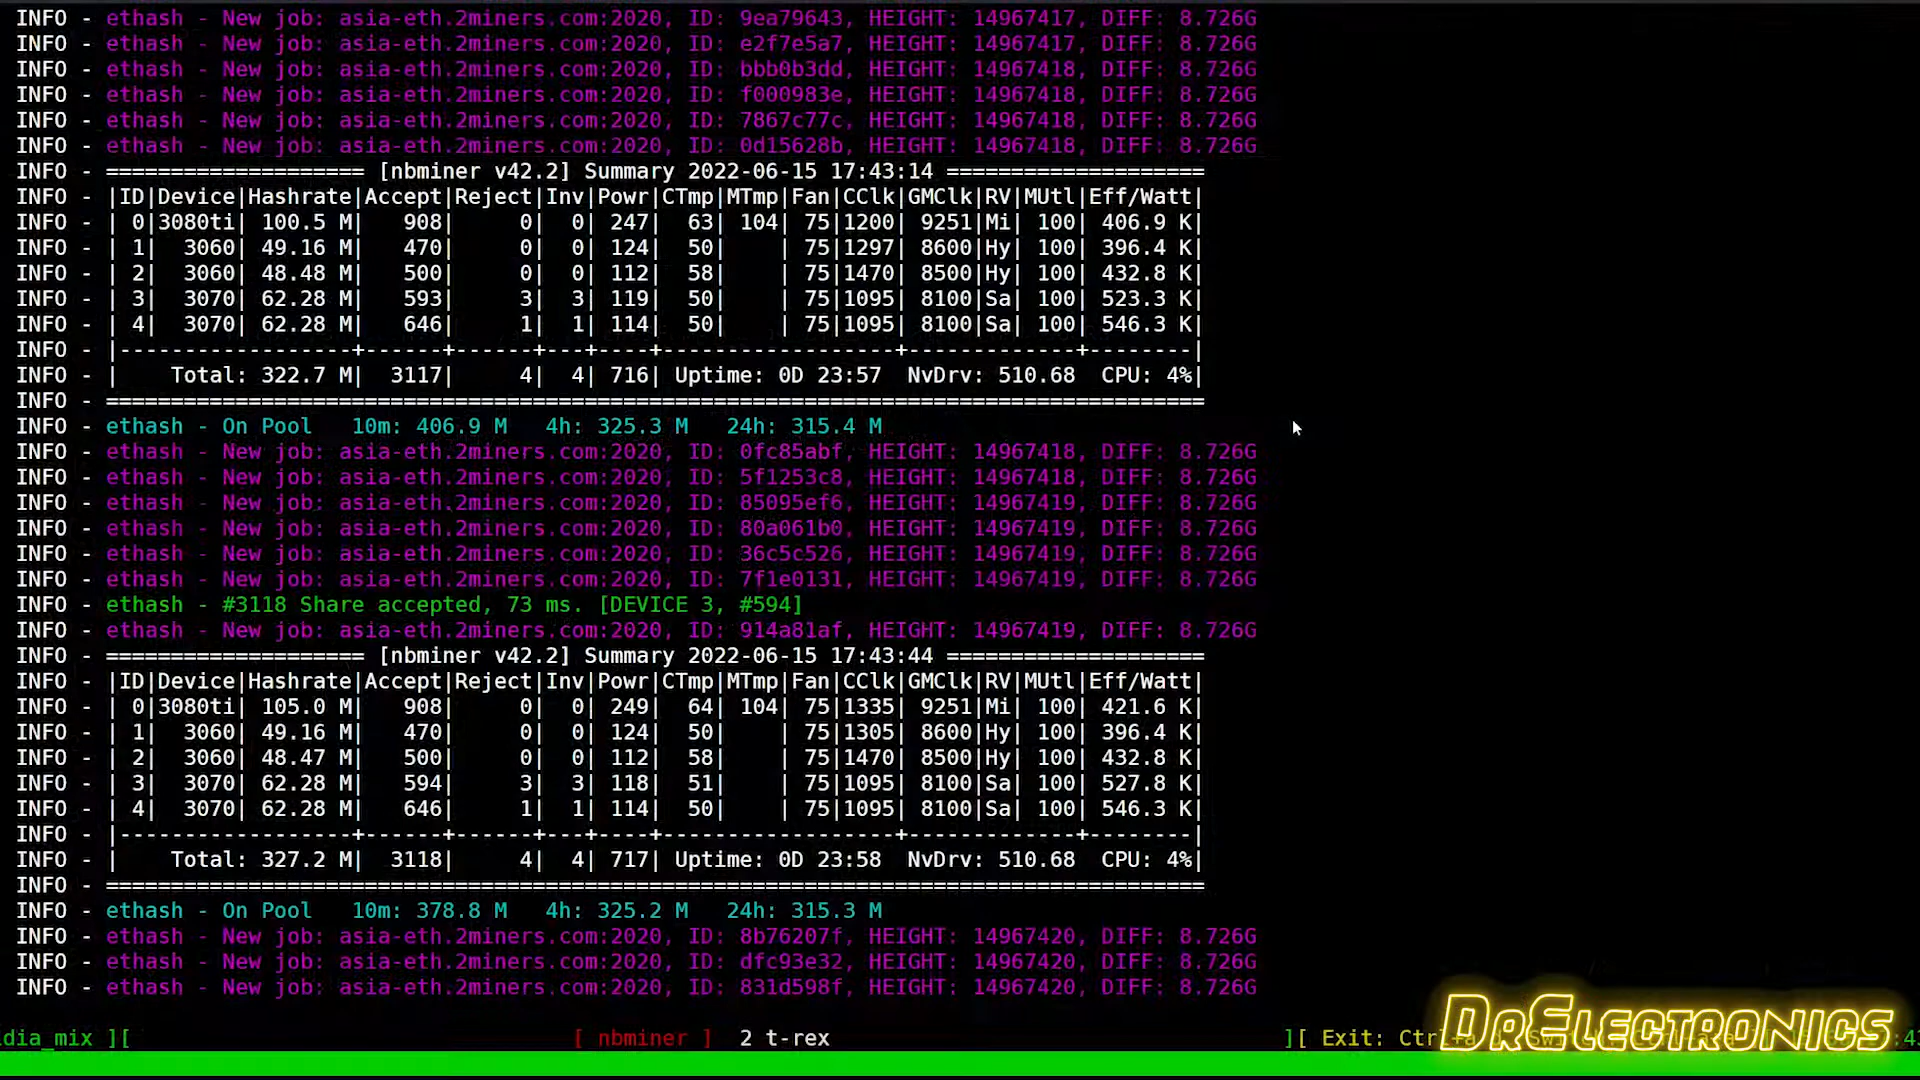 INFO - ethash - New job: asia-eth.2miners.com:2020, ID: 9ea79643, HEIGHT: 14967417, DIFF: 8.726G
INFO - ethash - New job: asia-eth.2miners.com:2020, ID: e2f7e5a7, HEIGHT: 14967417, DIFF: 8.726G
INFO - ethash - New job: asia-eth.2miners.com:2020, ID: bbb0b3dd, HEIGHT: 14967418, DIFF: 8.726G
INFO - ethash - New job: asia-eth.2miners.com:2020, ID: f000983e, HEIGHT: 14967418, DIFF: 8.726G
INFO - ethash - New job: asia-eth.2miners.com:2020, ID: 7867c77c, HEIGHT: 14967418, DIFF: 8.726G
INFO - ethash - New job: asia-eth.2miners.com:2020, ID: 0d15628b, HEIGHT: 14967418, DIFF: 8.726G
INFO - ==================== [nbminer v42.2] Summary 2022-06-15 17:43:14 ====================
INFO - |ID|Device|Hashrate|Accept|Reject|Inv|Powr|CTmp|MTmp|Fan|CClk|GMClk|RV|MUtl|Eff/Watt|
INFO - | 0|3080ti| 100.5 M|   908|     0|  0| 247|  63| 104| 75|1200| 9251|Mi| 100| 406.9 K|
INFO - | 1|  3060| 49.16 M|   470|     0|  0| 124|  50|    | 75|1297| 8600|Hy| 100| 396.4 K|
INFO - | 2|  3060| 48.48 M|   500|     0|  0| 112|  58|    | 75|1470| 8500|Hy| 100| 432.8 K|
INFO - | 3|  3070| 62.28 M|   593|     3|  3| 119|  50|    | 75|1095| 8100|Sa| 100| 523.3 K|
INFO - | 4|  3070| 62.28 M|   646|     1|  1| 114|  50|    | 75|1095| 8100|Sa| 100| 546.3 K|
INFO - |------------------+------+------+---+----+------------------+-------------+--------|
INFO - |    Total: 322.7 M|  3117|     4|  4| 716| Uptime: 0D 23:57  NvDrv: 510.68  CPU: 4%|
INFO - =====================================================================================
INFO - ethash - On Pool   10m: 406.9 M   4h: 325.3 M   24h: 315.4 M
INFO - ethash - New job: asia-eth.2miners.com:2020, ID: 0fc85abf, HEIGHT: 14967418, DIFF: 8.726G
INFO - ethash - New job: asia-eth.2miners.com:2020, ID: 5f1253c8, HEIGHT: 14967418, DIFF: 8.726G
INFO - ethash - New job: asia-eth.2miners.com:2020, ID: 85095ef6, HEIGHT: 14967419, DIFF: 8.726G
INFO - ethash - New job: asia-eth.2miners.com:2020, ID: 80a061b0, HEIGHT: 14967419, DIFF: 8.726G
INFO - ethash - New job: asia-eth.2miners.com:2020, ID: 36c5c526, HEIGHT: 14967419, DIFF: 8.726G
INFO - ethash - New job: asia-eth.2miners.com:2020, ID: 7f1e0131, HEIGHT: 14967419, DIFF: 8.726G
INFO - ethash - #3118 Share accepted, 73 ms. [DEVICE 3, #594]
INFO - ethash - New job: asia-eth.2miners.com:2020, ID: 914a81af, HEIGHT: 14967419, DIFF: 8.726G
INFO - ==================== [nbminer v42.2] Summary 2022-06-15 17:43:44 ====================
INFO - |ID|Device|Hashrate|Accept|Reject|Inv|Powr|CTmp|MTmp|Fan|CClk|GMClk|RV|MUtl|Eff/Watt|
INFO - | 0|3080ti| 105.0 M|   908|     0|  0| 249|  64| 104| 75|1335| 9251|Mi| 100| 421.6 K|
INFO - | 1|  3060| 49.16 M|   470|     0|  0| 124|  50|    | 75|1305| 8600|Hy| 100| 396.4 K|
INFO - | 2|  3060| 48.47 M|   500|     0|  0| 112|  58|    | 75|1470| 8500|Hy| 100| 432.8 K|
INFO - | 3|  3070| 62.28 M|   594|     3|  3| 118|  51|    | 75|1095| 8100|Sa| 100| 527.8 K|
INFO - | 4|  3070| 62.28 M|   646|     1|  1| 114|  50|    | 75|1095| 8100|Sa| 100| 546.3 K|
INFO - |------------------+------+------+---+----+------------------+-------------+--------|
INFO - |    Total: 327.2 M|  3118|     4|  4| 717| Uptime: 0D 23:58  NvDrv: 510.68  CPU: 4%|
INFO - =====================================================================================
INFO - ethash - On Pool   10m: 378.8 M   4h: 325.2 M   24h: 315.3 M
INFO - ethash - New job: asia-eth.2miners.com:2020, ID: 8b76207f, HEIGHT: 14967420, DIFF: 8.726G
INFO - ethash - New job: asia-eth.2miners.com:2020, ID: dfc93e32, HEIGHT: 14967420, DIFF: 8.726G
INFO - ethash - New job: asia-eth.2miners.com:2020, ID: 831d598f, HEIGHT: 14967420, DIFF: 8.726G
dia_mix ][ [ nbminer ] 2 t-rex ][ Exit:
DrElectronics